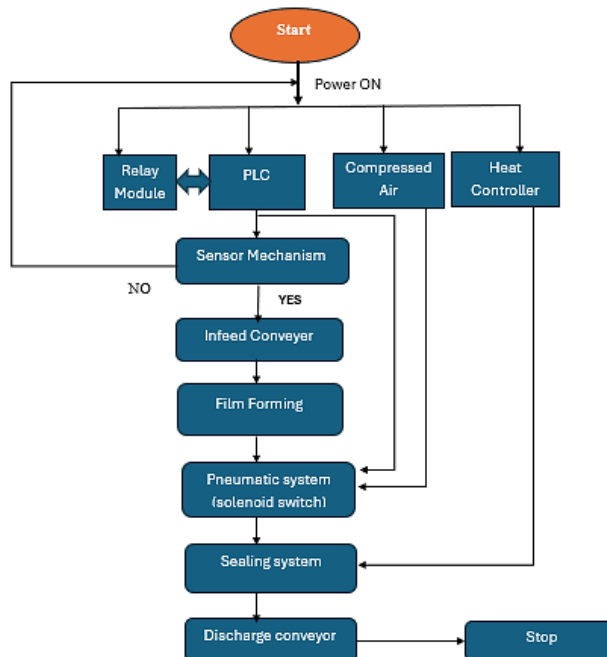 Start
Power ON
Relay
Module
PLC
Compressed
Air
Heat
Controller
Sensor Mechanism
NO
YES
Infeed Conveyer
Film Forming
Pneumatic system
(solenoid switch)
Sealing system
Discharge conveyor
Stop